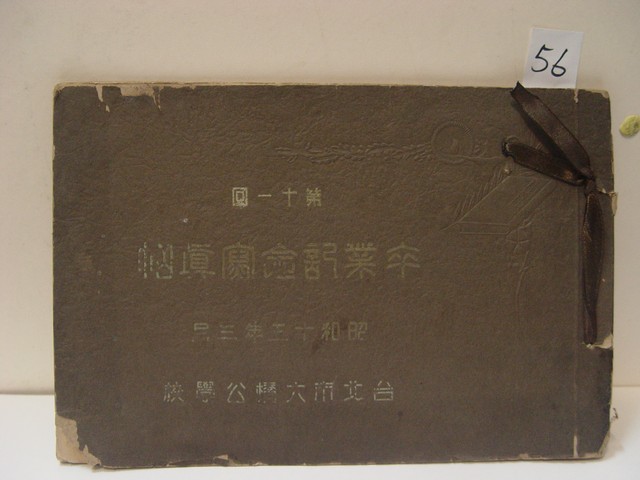 56
第十一回
卒業記念寫眞帖
昭和十五年三月
台北市大橋公學校